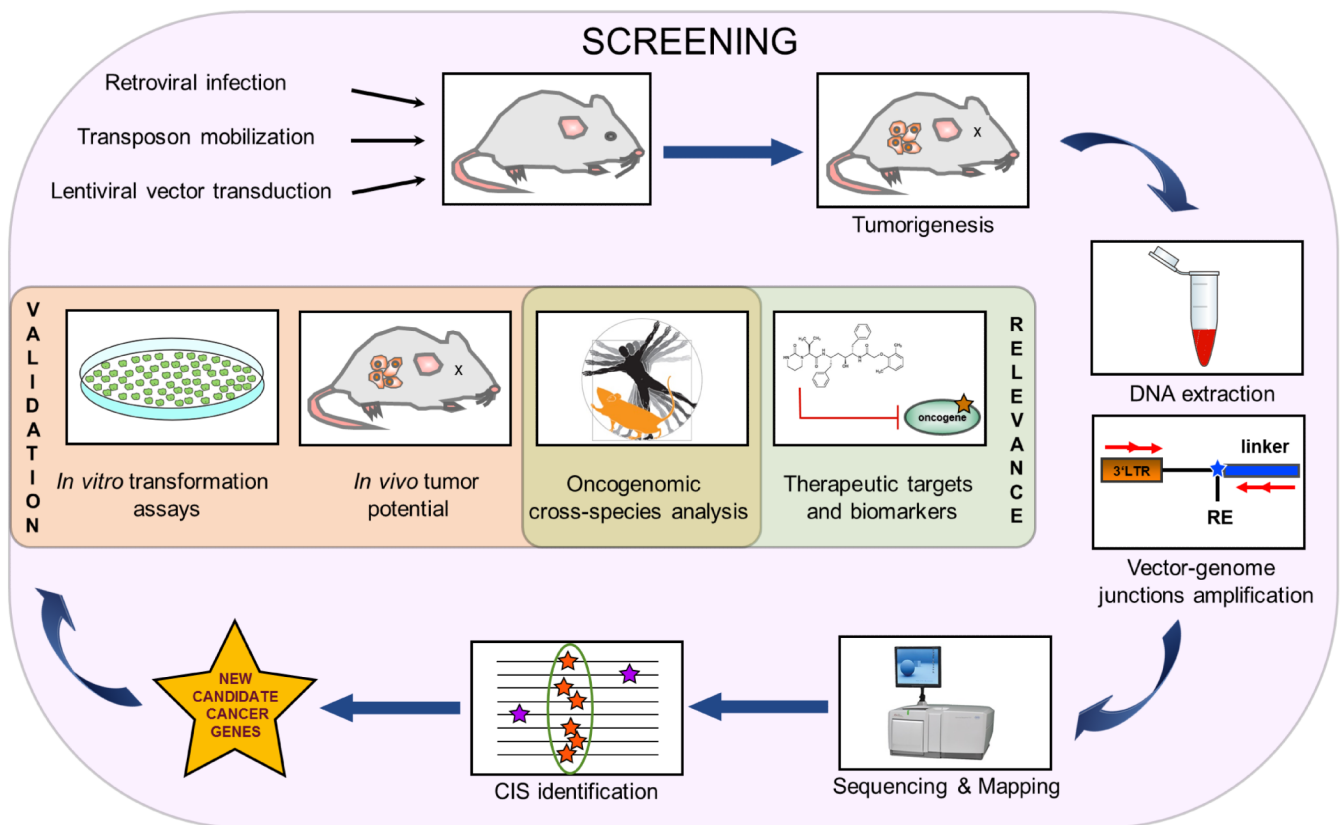 SCREENING
Retroviral infection
Transposon mobilization
Lentiviral vector transduction
x
Tumorigenesis
DNA extraction
3'LTR
linker
RE
Vector-genome
junctions amplification
Sequencing & Mapping
CIS identification
NEW
CANDIDATE
CANCER
GENES
VALIDATION
In vitro transformation
assays
x
In vivo tumor
potential
Oncogenomic
cross-species analysis
oncogene
Therapeutic targets
and biomarkers
RELEVANCE